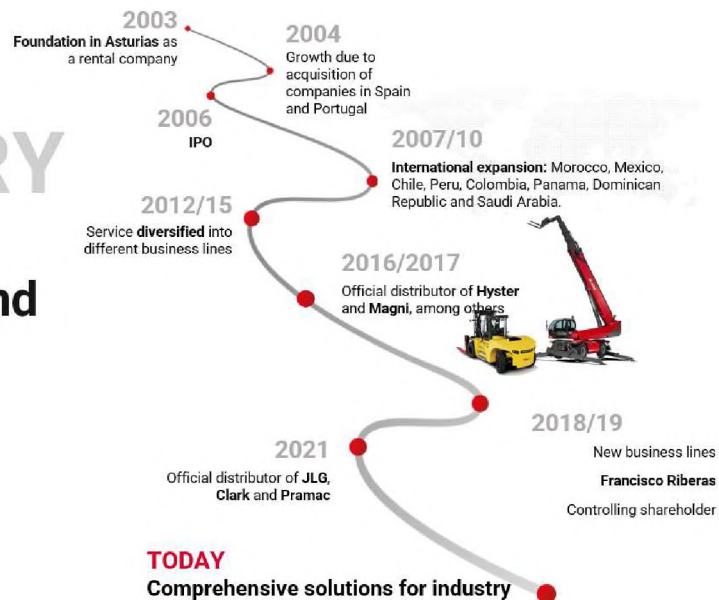 2003
Foundation in Asturias as
a rental company
2004
Growth due to
acquisition of
companies in Spain
and Portugal
2006
IPO
RY
2007/10
International expansion: Morocco, Mexico,
Chile, Peru, Colombia, Panama, Dominican
Republic and Saudi Arabia.
2012/15
Service diversified into
different business lines
nd
2016/2017
Official distributor of Hyster
and Magni, among others
2018/19
New business lines
Francisco Riberas
Controlling shareholder
2021
Official distributor of JLG,
Clark and Pramac
TODAY
Comprehensive solutions for industry